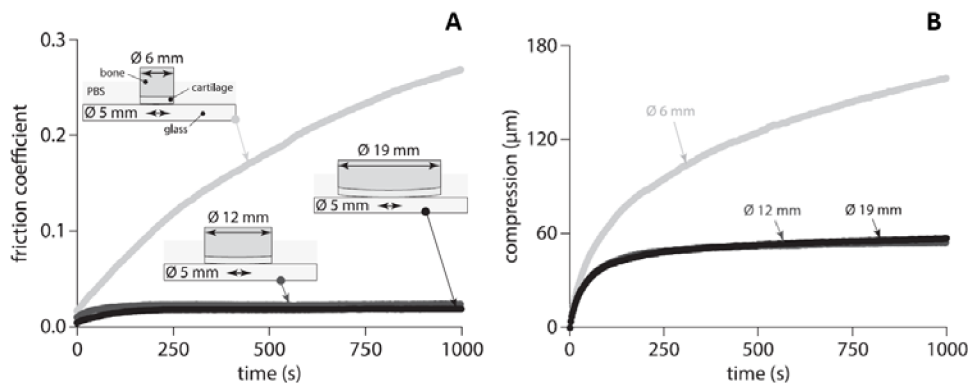 A
0.3
0.2
0.1
0.0
friction coefficient
Ø 6 mm
bone
cartilage
PBS
Ø 5 mm
glass
Ø 19 mm
Ø 5 mm
Ø 12 mm
Ø 5 mm
0
250
500
750
1000
time (s)
B
180
120
60
0
compression (µm)
Ø 6 mm
Ø 12 mm
Ø 19 mm
0
250
500
750
1000
time (s)